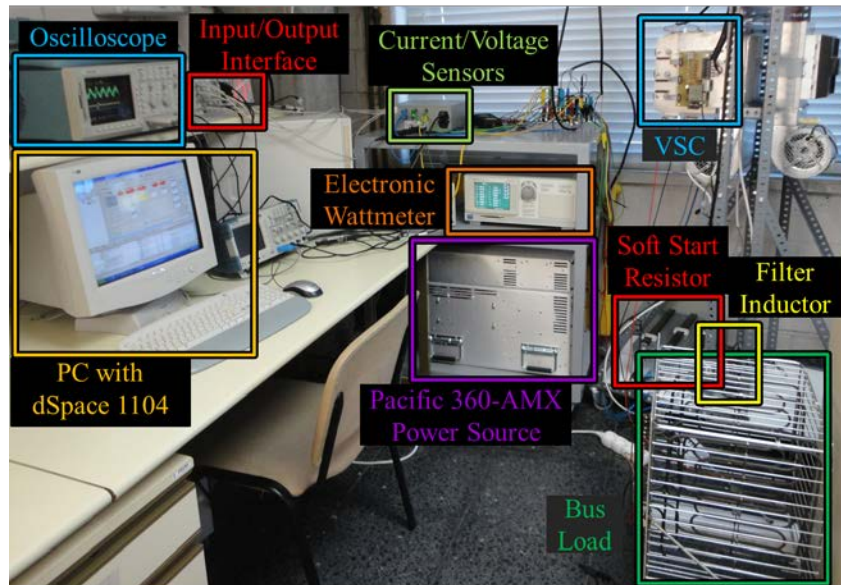 Oscilloscope
Input/Output
Interface
Current/Voltage
Sensors
VSC
Electronic
Wattmeter
Soft Start
Resistor
Filter
Inductor
PC with
dSpace 1104
Pacific 360-AMX
Power Source
Bus
Load